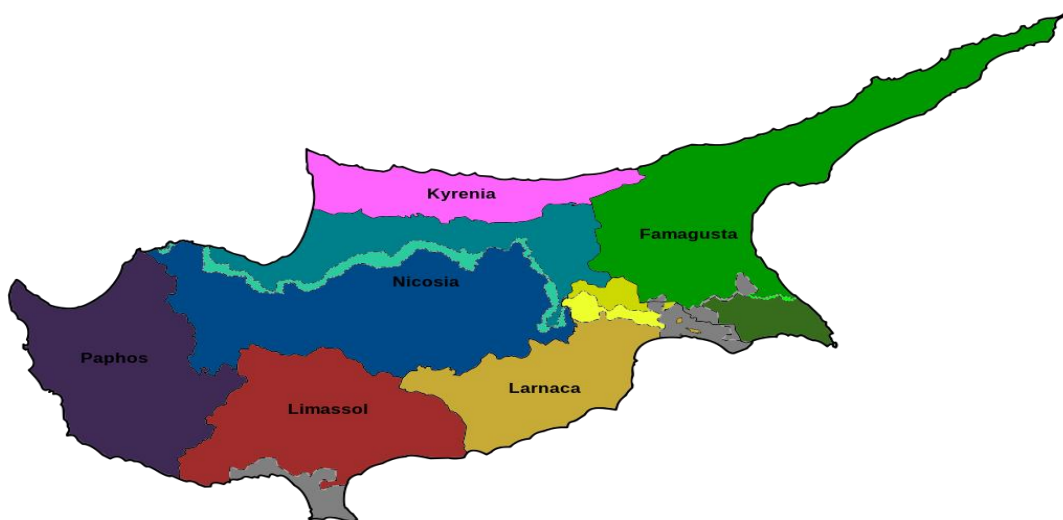 Kyrenia
Famagusta
Nicosia
Paphos
Larnaca
Limassol